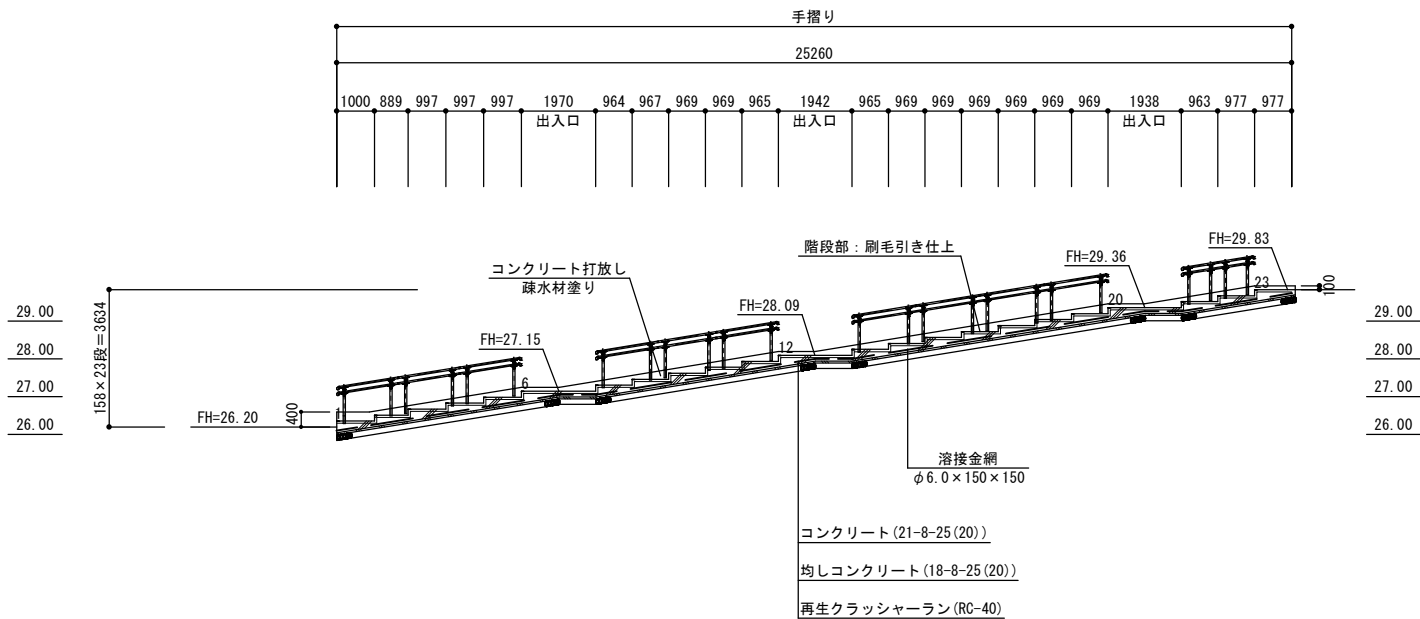 手摺り
25260
1000 889 997 997 997 1970 964 967 969 969 965 1942 965 969 969 969 969 969 969 1938 963 977 977
出入口 出入口 出入口
FH=29.83
階段部：刷毛引き仕上
FH=29.36
コンクリート打放し
疎水材塗り
23
100
FH=28.09
20
29.00
29.00
FH=27.15
12
28.00
28.00
158×23段=3634
6
27.00
27.00
FH=26.20
400
26.00
26.00
溶接金網
φ6.0×150×150
コンクリート(21-8-25(20))
均しコンクリート(18-8-25(20))
再生クラッシャーラン(RC-40)